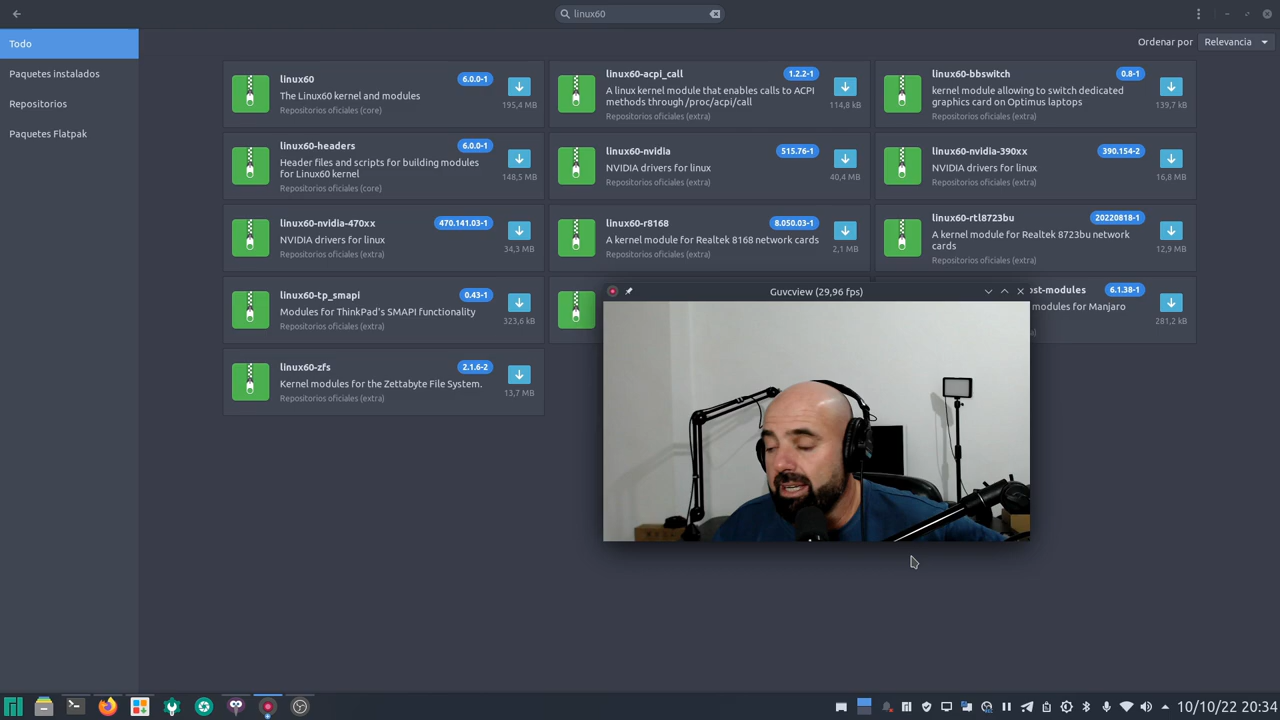 linux60
Todo
Paquetes instalados
Repositorios
Paquetes Flatpak
Ordenar por
Relevancia
linux60
6.0.0-1
The Linux60 kernel and modules
Repositorios oficiales (core)
195,4 MB
linux60-acpi_call
1.2.2-1
A linux kernel module that enables calls to ACPI
methods through /proc/acpi/call
Repositorios oficiales (extra)
114,8 kB
linux60-bbswitch
0.8-1
kernel module allowing to switch dedicated
graphics card on Optimus laptops
Repositorios oficiales (extra)
139,7 kB
linux60-headers
6.0.0-1
Header files and scripts for building modules
for Linux60 kernel
Repositorios oficiales (core)
148,5 MB
linux60-nvidia
515.76-1
NVIDIA drivers for linux
Repositorios oficiales (extra)
40,4 MB
linux60-nvidia-390xx
390.154-2
NVIDIA drivers for linux
Repositorios oficiales (extra)
16,8 MB
linux60-nvidia-470xx
470.141.03-1
NVIDIA drivers for linux
Repositorios oficiales (extra)
34,3 MB
linux60-r8168
8.050.03-1
A kernel module for Realtek 8168 network cards
Repositorios oficiales (extra)
2,1 MB
linux60-rtl8723bu
20220818-1
A kernel module for Realtek 8723bu network
cards
Repositorios oficiales (extra)
12,9 MB
linux60-tp_smapi
0.43-1
Modules for ThinkPad's SMAPI functionality
Repositorios oficiales (extra)
323,6 kB
Guvcview (29,96 fps)
ost-modules
6.1.38-1
modules for Manjaro
281,2 kB
linux60-zfs
2.1.6-2
Kernel modules for the Zettabyte File System.
Repositorios oficiales (extra)
13,7 MB
10/10/22 20:34